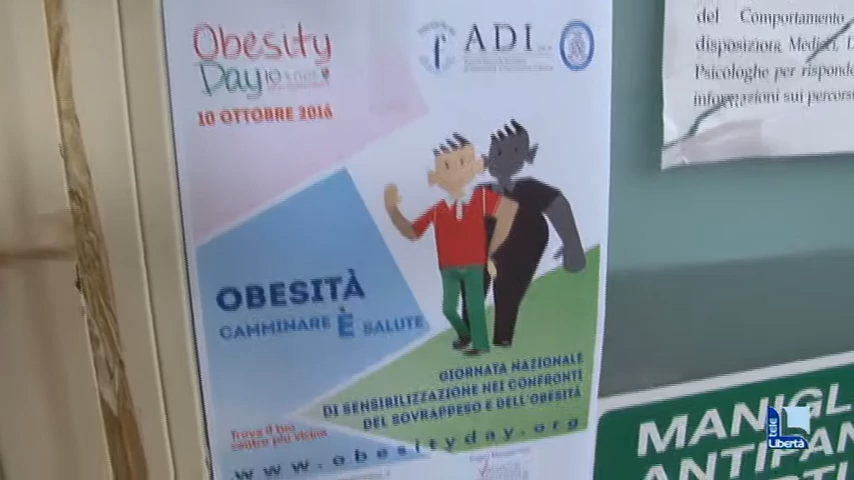 Obesity
Day
10 OTTOBRE 2016
ADI
OBESITÀ
CAMMINARE È SALUTE
GIORNATA NAZIONALE
DI SENSIBILIZZAZIONE NEI CONFRONTI
DEL SOVRAPPESO E DELL'OBESITÀ
Trova il tuo
centro più vicino
www.obesityday.org
del Comportamento
disposizione Medici,
Psicologhe per
informazioni sui
MANIGL
ANTIPAN
tele
Libertà